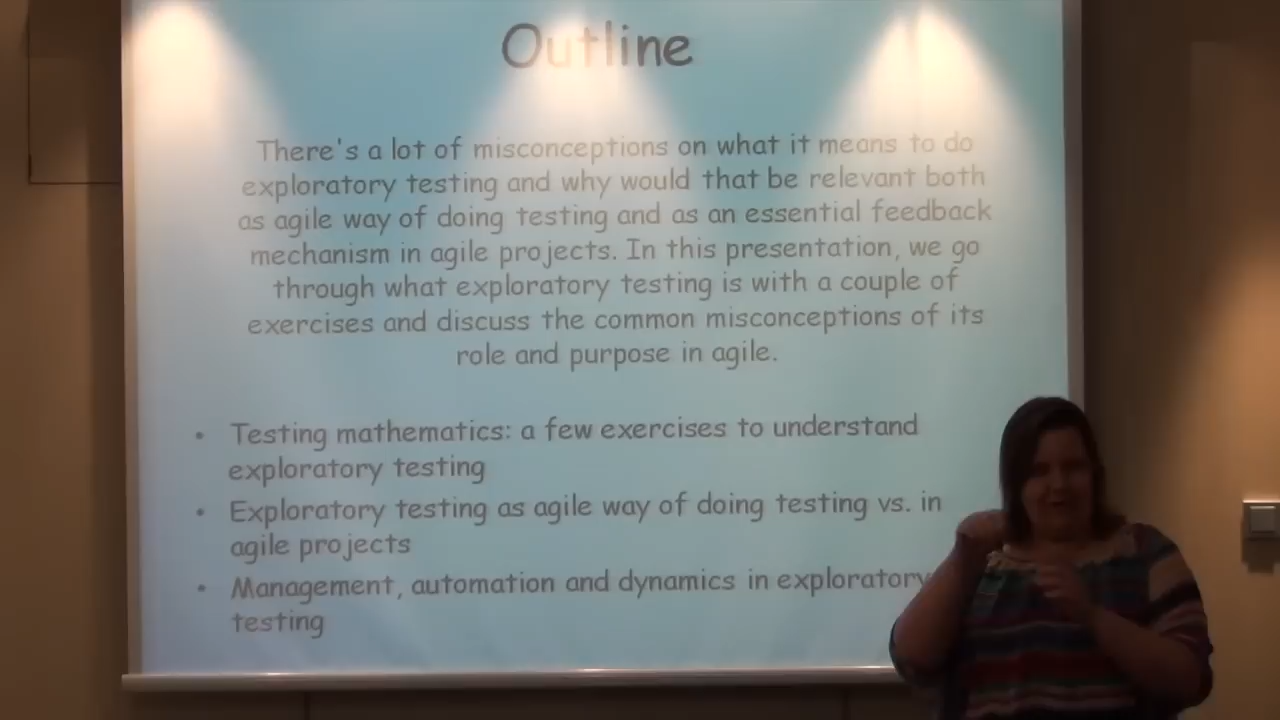 Outline
There's a lot of misconceptions on what it means to do
exploratory testing and why would that be relevant both
as agile way of doing testing and as an essential feedback
mechanism in agile projects. In this presentation, we go
through what exploratory testing is with a couple of
exercises and discuss the common misconceptions of its
role and purpose in agile.
• Testing mathematics: a few exercises to understand
exploratory testing
• Exploratory testing as agile way of doing testing vs. in
agile projects
• Management, automation and dynamics in exploratory
testing